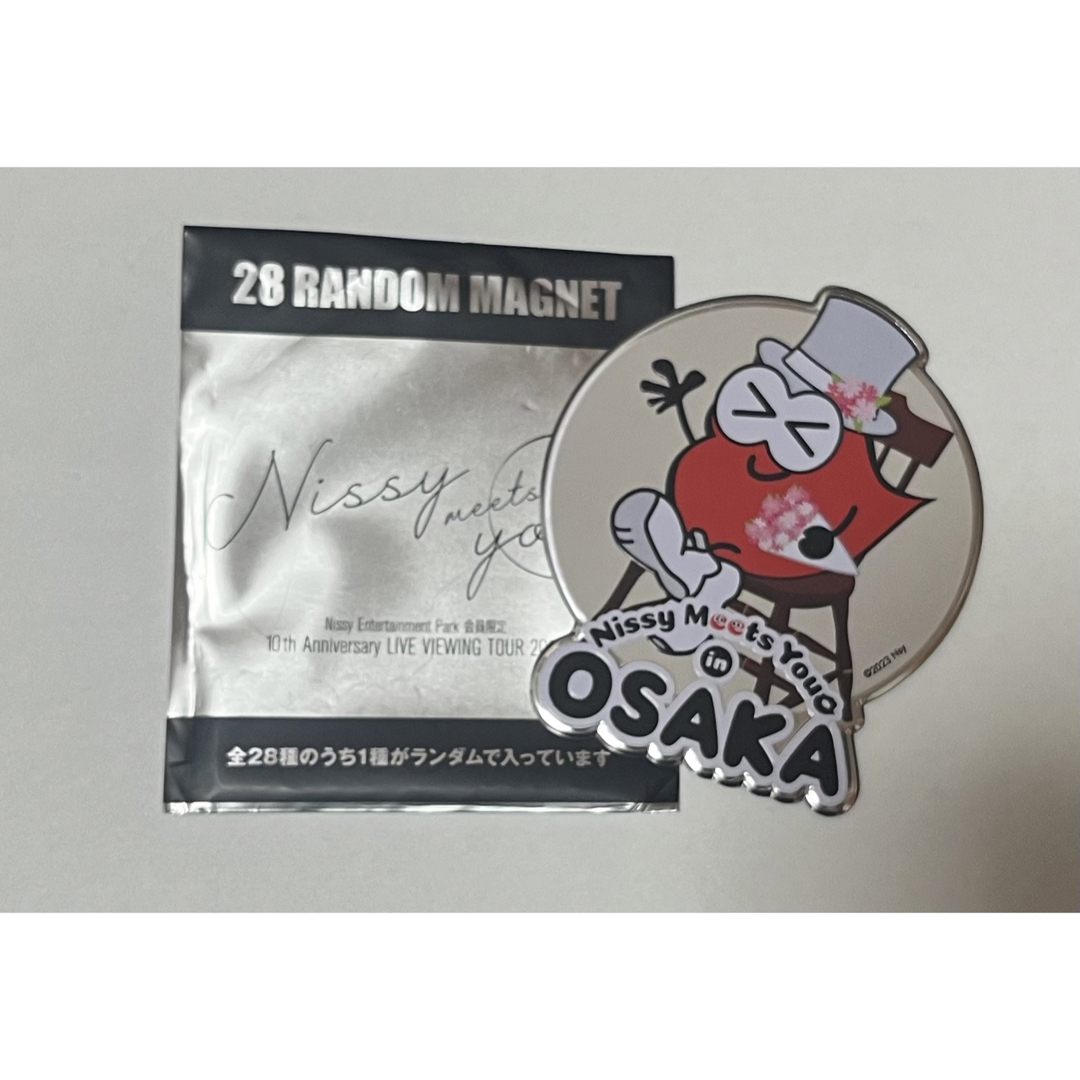 28 RANDOM MAGNET
Nissy
meets
Nissy Entertainment Park 会員限定
10th Anniversary LIVE VIEWING TOUR
全28種のうち1種がランダムで入っています
Nissy Meets You
in
OSAKA
©2023 Nsy